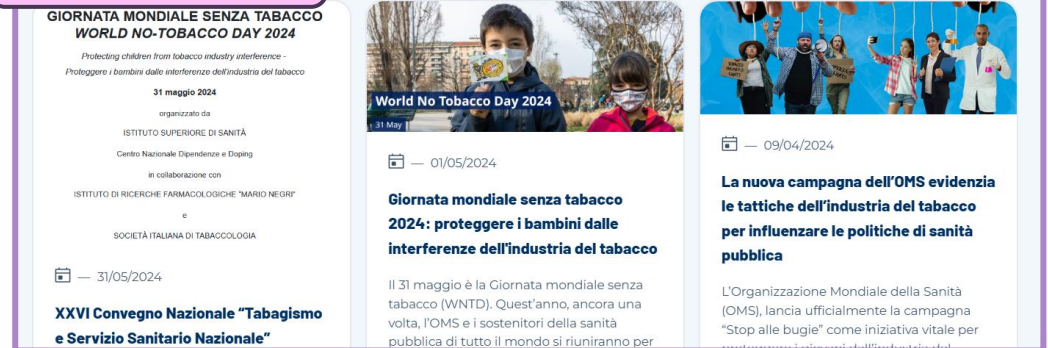 GIORNATA MONDIALE SENZA TABACCO
WORLD NO-TOBACCO DAY 2024
Protecting children from tobacco industry interference -
Proteggere i bambini dalle interferenze dell'industria del tabacco
31 maggio 2024
organizzato da
ISTITUTO SUPERIORE DI SANITÀ
Centro Nazionale Dipendenze e Doping
in collaborazione con
ISTITUTO DI RICERCHE FARMACOLOGICHE "MARIO NEGRI"
e
SOCIETÀ ITALIANA DI TABACCOLOGIA
— 31/05/2024
XXVI Convegno Nazionale “Tabagismo
e Servizio Sanitario Nazionale”
World No Tobacco Day 2024
31 May
— 01/05/2024
Giornata mondiale senza tabacco
2024: proteggere i bambini dalle
interferenze dell'industria del tabacco
Il 31 maggio è la Giornata mondiale senza
tabacco (WNTD). Quest’anno, ancora una
volta, l’OMS e i sostenitori della sanità
pubblica di tutto il mondo si riuniranno per
— 09/04/2024
La nuova campagna dell’OMS evidenzia
le tattiche dell’industria del tabacco
per influenzare le politiche di sanità
pubblica
L’Organizzazione Mondiale della Sanità
(OMS), lancia ufficialmente la campagna
“Stop alle bugie” come iniziativa vitale per